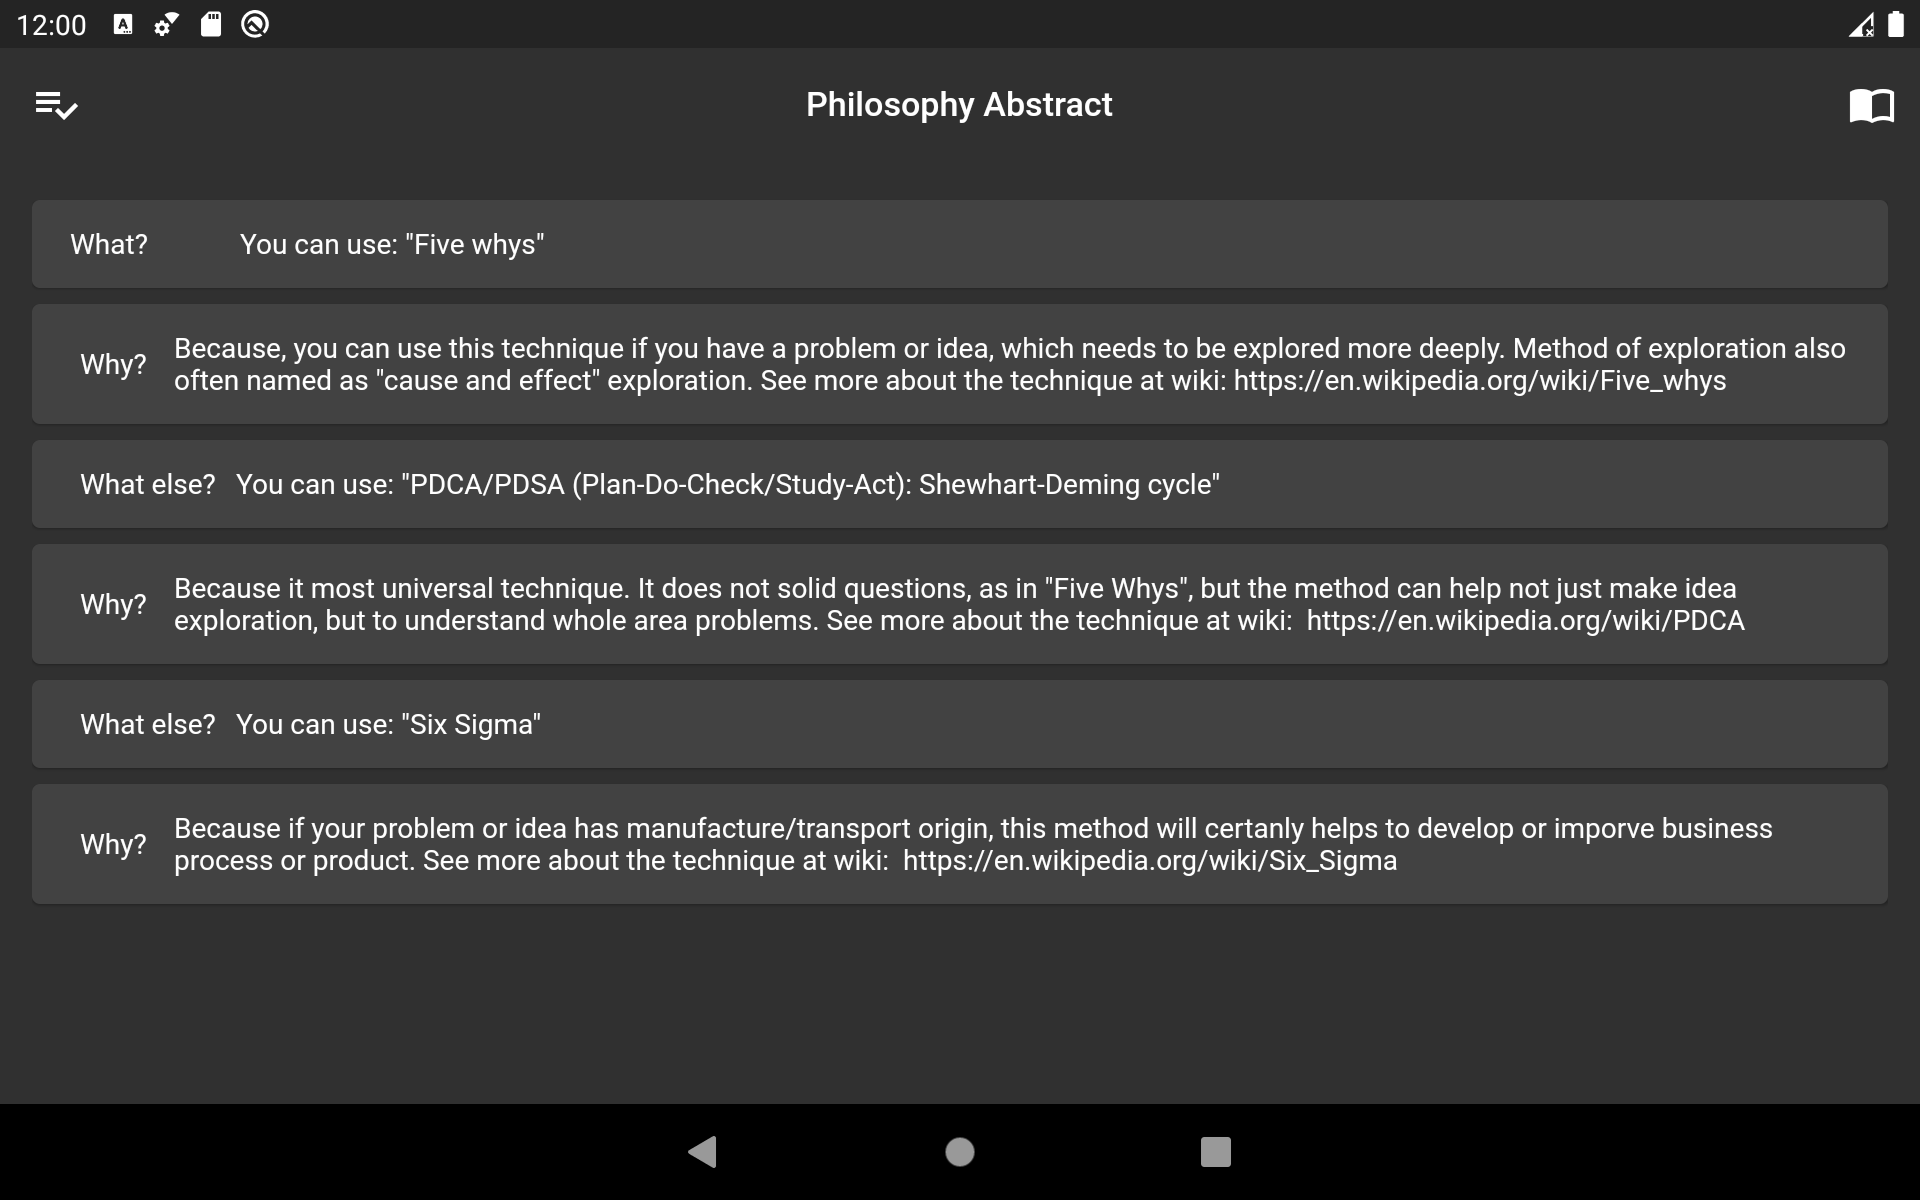 12:00
Philosophy Abstract
What? You can use: "Five whys"
Why? Because, you can use this technique if you have a problem or idea, which needs to be explored more deeply. Method of exploration also
often named as "cause and effect" exploration. See more about the technique at wiki: https://en.wikipedia.org/wiki/Five_whys
What else? You can use: "PDCA/PDSA (Plan-Do-Check/Study-Act): Shewhart-Deming cycle"
Why? Because it most universal technique. It does not solid questions, as in "Five Whys", but the method can help not just make idea
exploration, but to understand whole area problems. See more about the technique at wiki:  https://en.wikipedia.org/wiki/PDCA
What else? You can use: "Six Sigma"
Why? Because if your problem or idea has manufacture/transport origin, this method will certanly helps to develop or imporve business
process or product. See more about the technique at wiki:  https://en.wikipedia.org/wiki/Six_Sigma